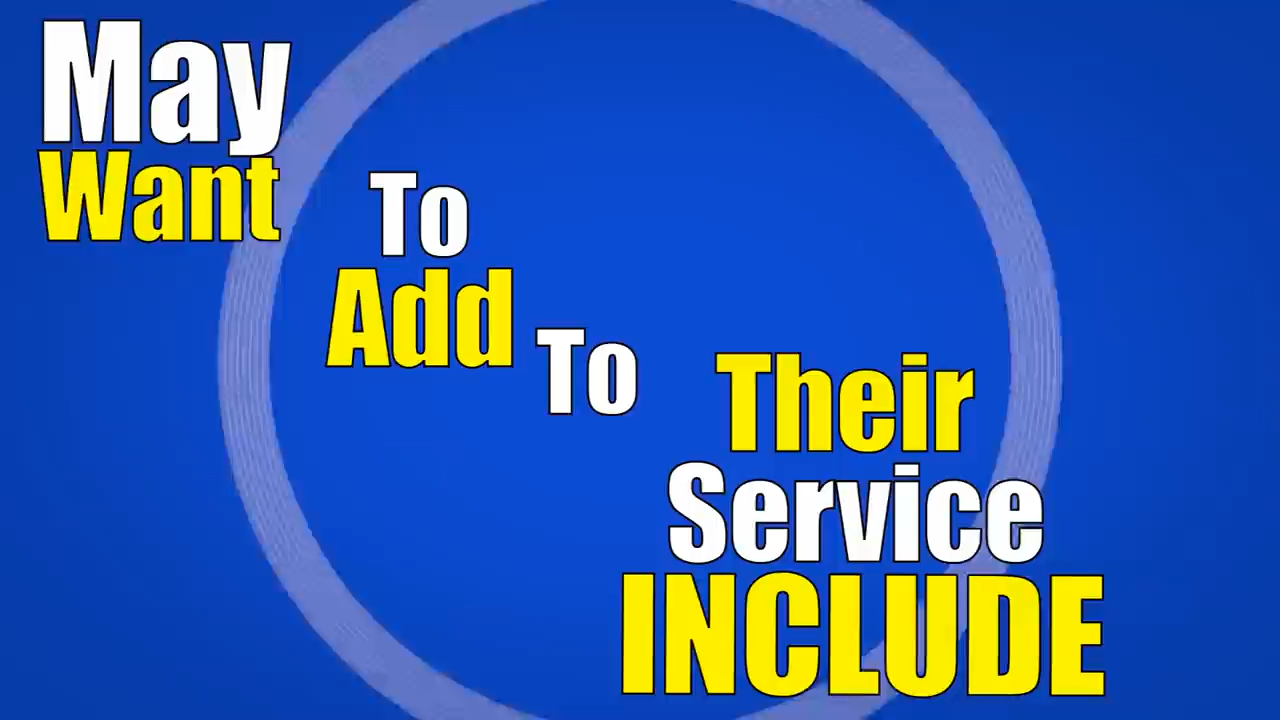 May
Want
To
Add
To
Their
Service
INCLUDE